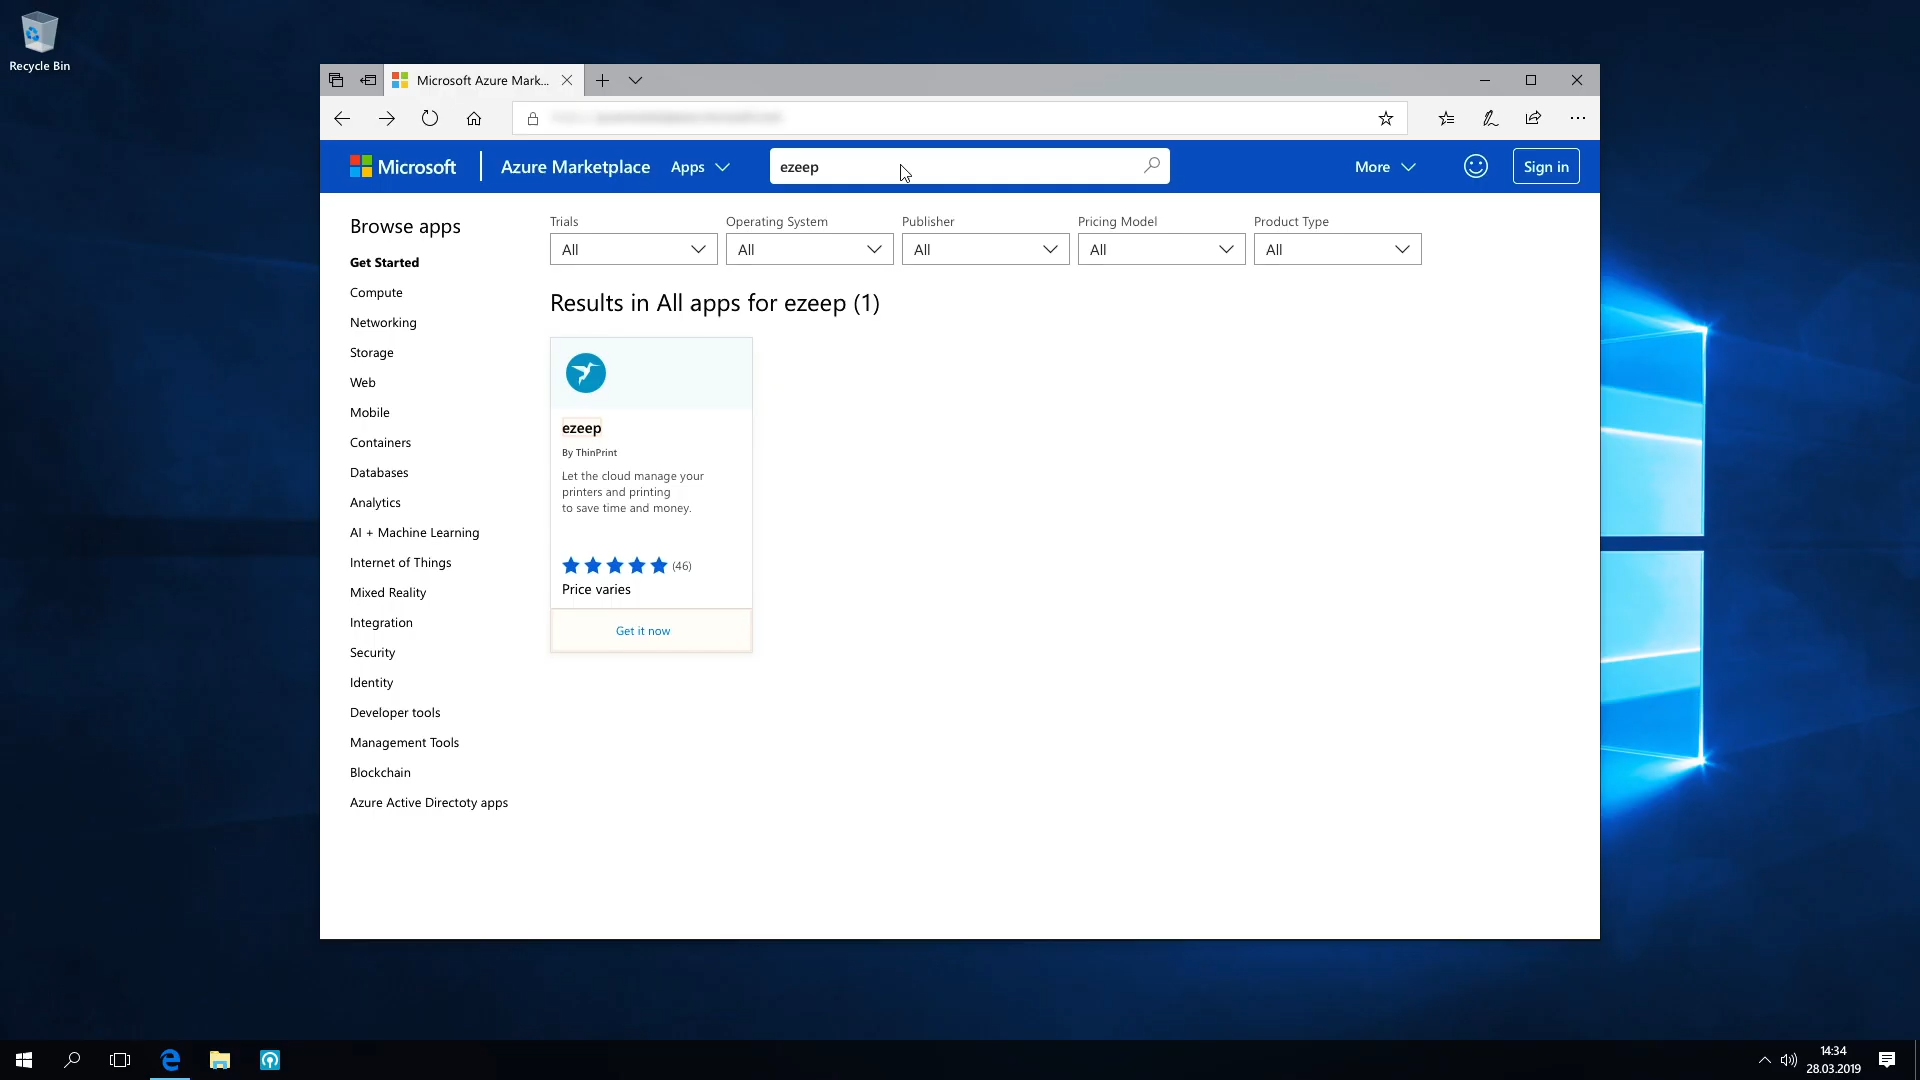 Recycle Bin
Microsoft Azure Mark...
Microsoft
Azure Marketplace
Apps
ezeep
More
Sign in
Browse apps
Get Started
Compute
Networking
Storage
Web
Mobile
Containers
Databases
Analytics
AI + Machine Learning
Internet of Things
Mixed Reality
Integration
Security
Identity
Developer tools
Management Tools
Blockchain
Azure Active Directoty apps
Trials
All
Operating System
All
Publisher
All
Pricing Model
All
Product Type
All
Results in All apps for ezeep (1)
ezeep
By ThinPrint
Let the cloud manage your
printers and printing
to save time and money.
(46)
Price varies
Get it now
14:34
28.03.2019